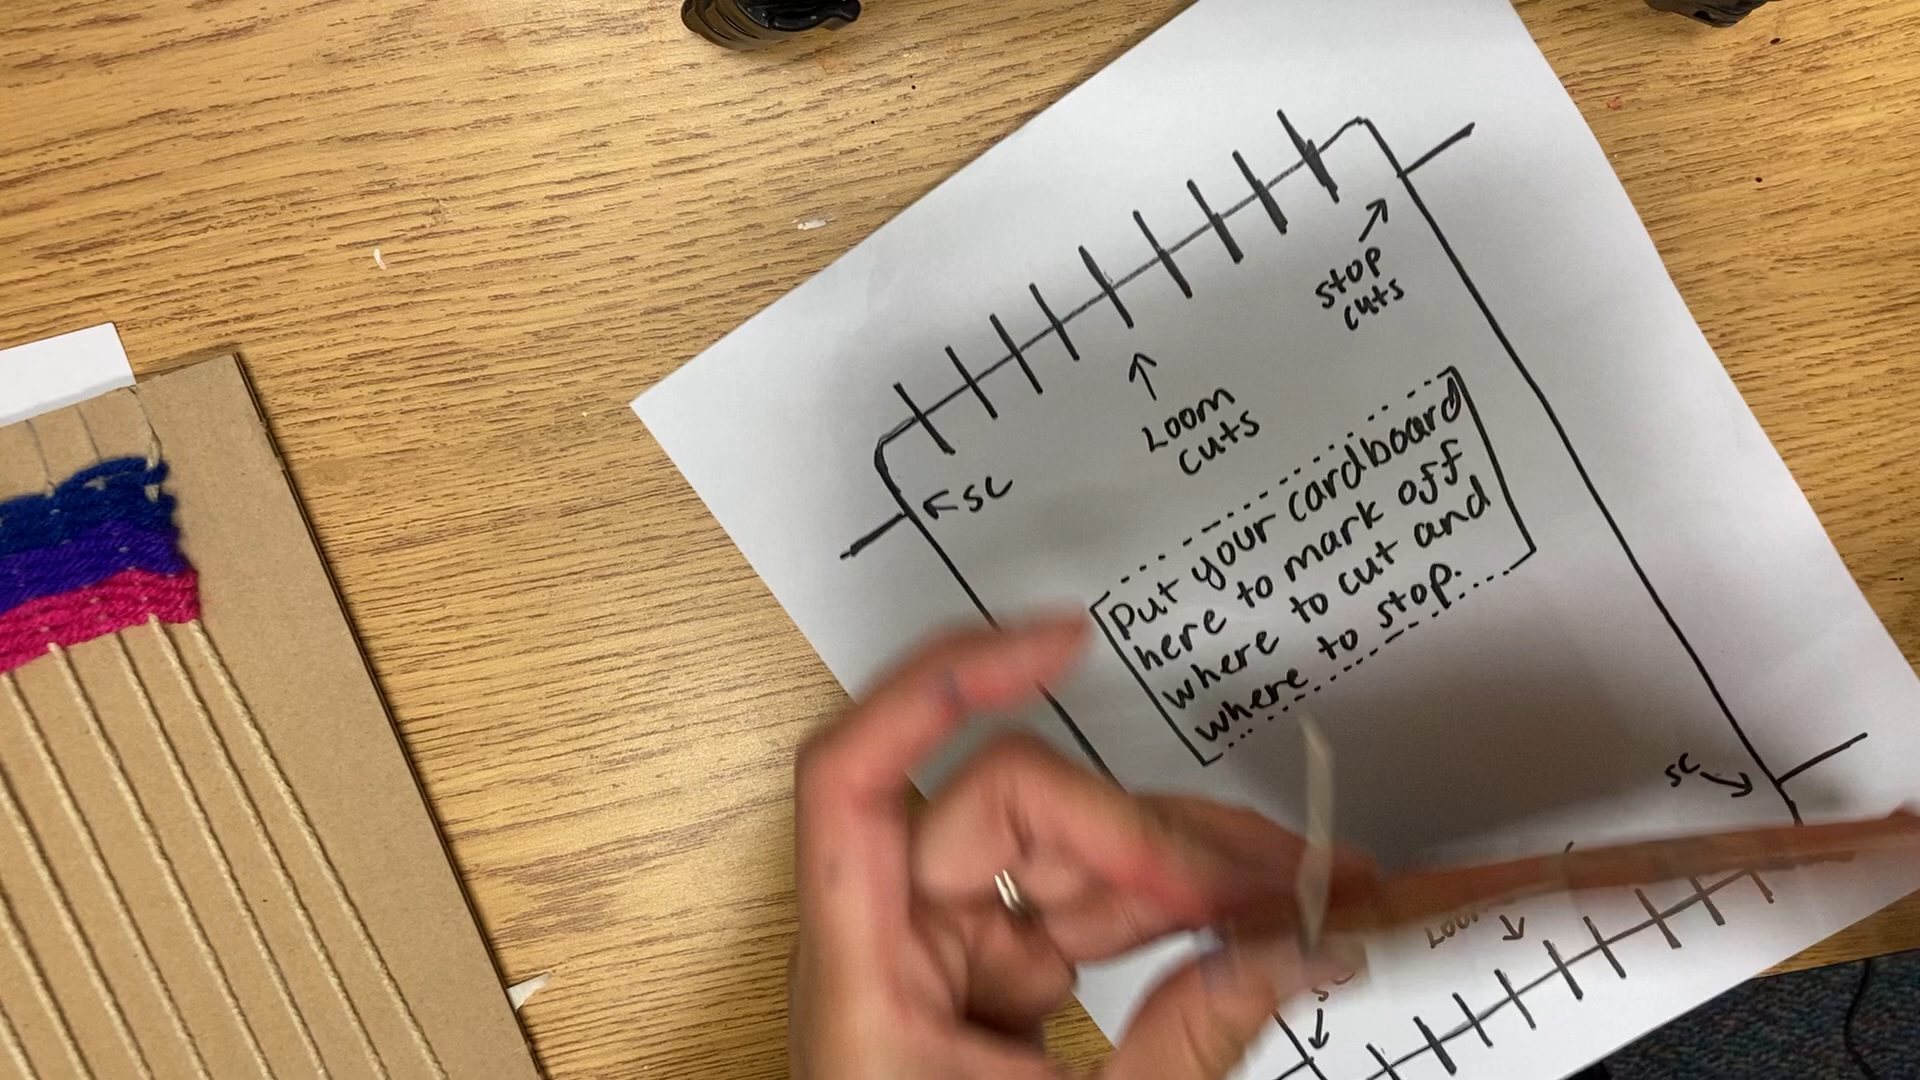 stop
cuts
Loom
cuts
sc
put your cardboard
here to mark off
where to cut and
where to stop.
sc
sc